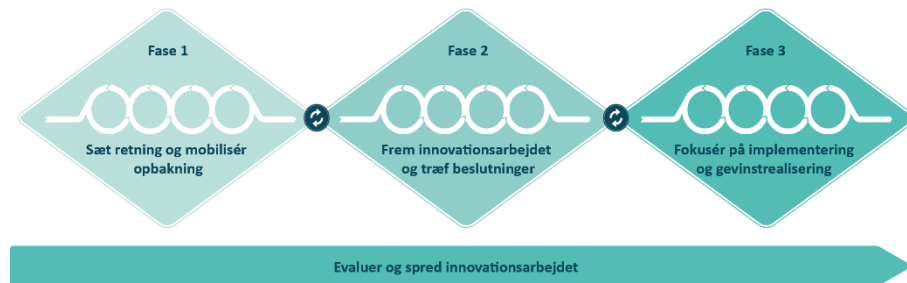 Fase 1
Sæt retning og mobilisér
opbakning
Fase 2
Frem innovationsarbejdet
og træf beslutninger
Fase 3
Fokusér på implementering
og gevinstrealisering
Evaluer og spred innovationsarbejdet